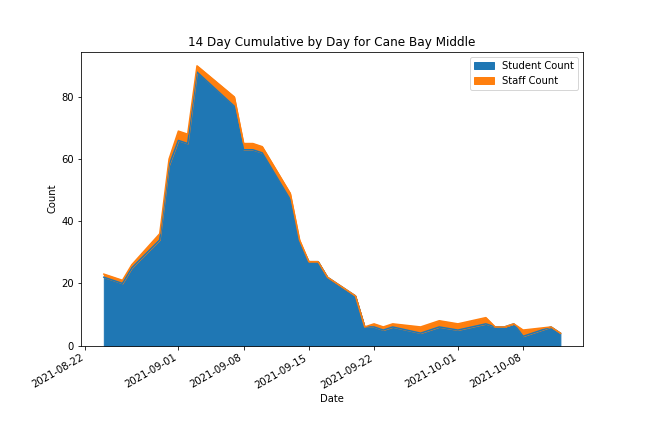 14 Day Cumulative by Day for Cane Bay Middle
Student Count
Staff Count
80
60
40
20
0
Count
2021-08-22
2021-09-01
2021-09-08
2021-09-15
2021-09-22
2021-10-01
2021-10-08
Date